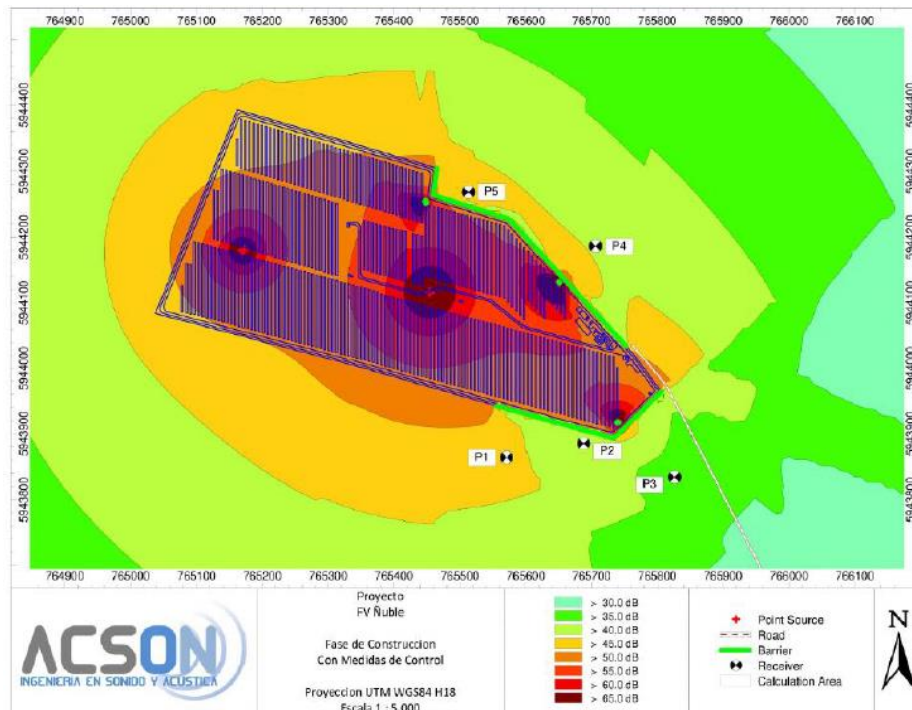 764900 765000 765100 765200 765300 765400 765500 765600 765700 765800 765900 766000 766100
5944400
5944300
5944200
5944100
5944000
5943900
5943800
5944400
5944300
5944200
5944100
5944000
5943900
5943800
P5
P4
P1
P2
P3
764900 765000 765100 765200 765300 765400 765500 765600 765700 765800 765900 766000 766100
ACSON
INGENIERIA EN SONIDO Y ACÚSTICA
Proyecto
FV Ñuble
Fase de Construccion
Con Medidas de Control
Proyeccion UTM WGS84 H18
Escala 1 : 5.000
> 30.0 dB
> 35.0 dB
> 40.0 dB
> 45.0 dB
> 50.0 dB
> 55.0 dB
> 60.0 dB
> 65.0 dB
Point Source
Road
Barrier
Receiver
Calculation Area
N